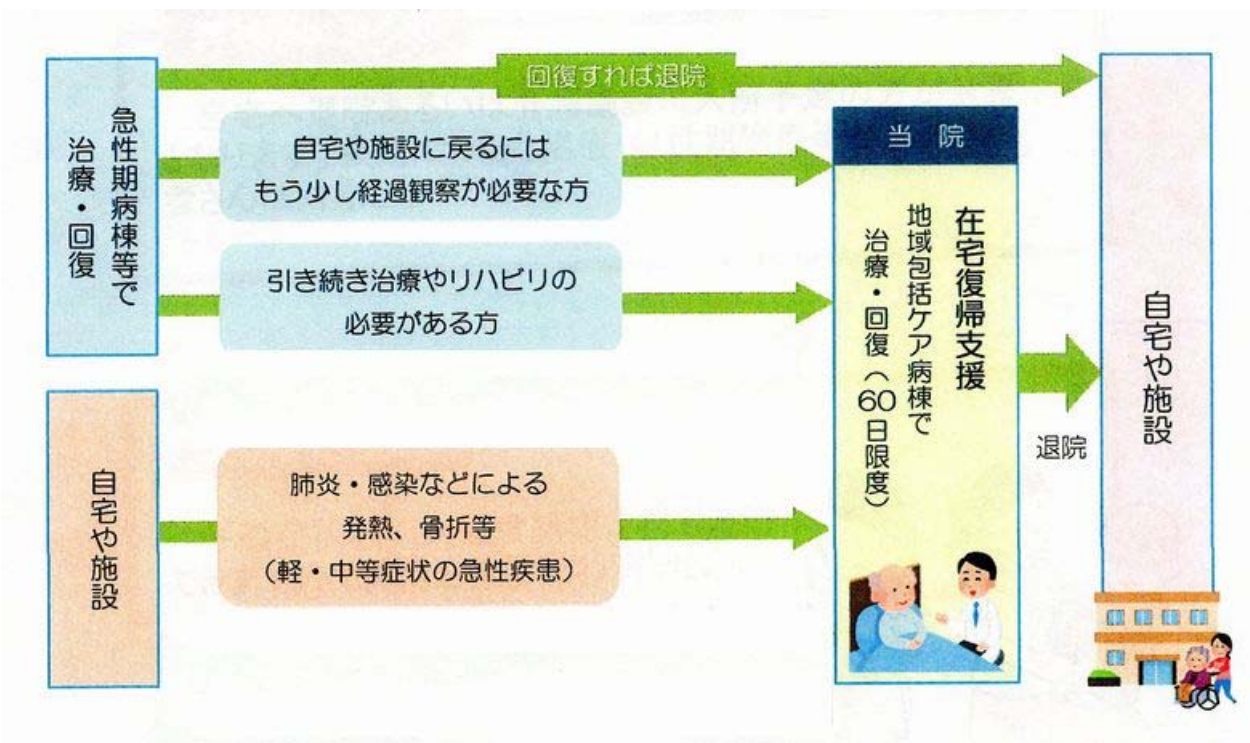 回復すれば退院
急性期病棟等で
治療・回復
自宅や施設に戻るには
もう少し経過観察が必要な方
引き続き治療やリハビリの
必要がある方
自宅や施設
肺炎・感染などによる
発熱、骨折等
（軽・中等症状の急性疾患）
当院
在宅復帰支援
地域包括ケア病棟で
治療・回復（60日限度）
退院
自宅や施設